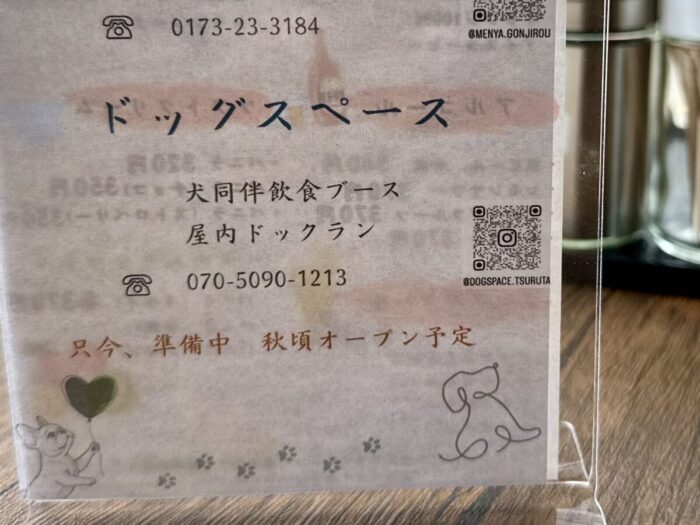 ☏ 0173-23-3184
@MENYA.GONJIROU
ドッグスペース
犬同伴飲食ブース
屋内ドックラン
☏ 070-5090-1213
@DOGSPACE.TSURUTA
只今、準備中 秋頃オープン予定